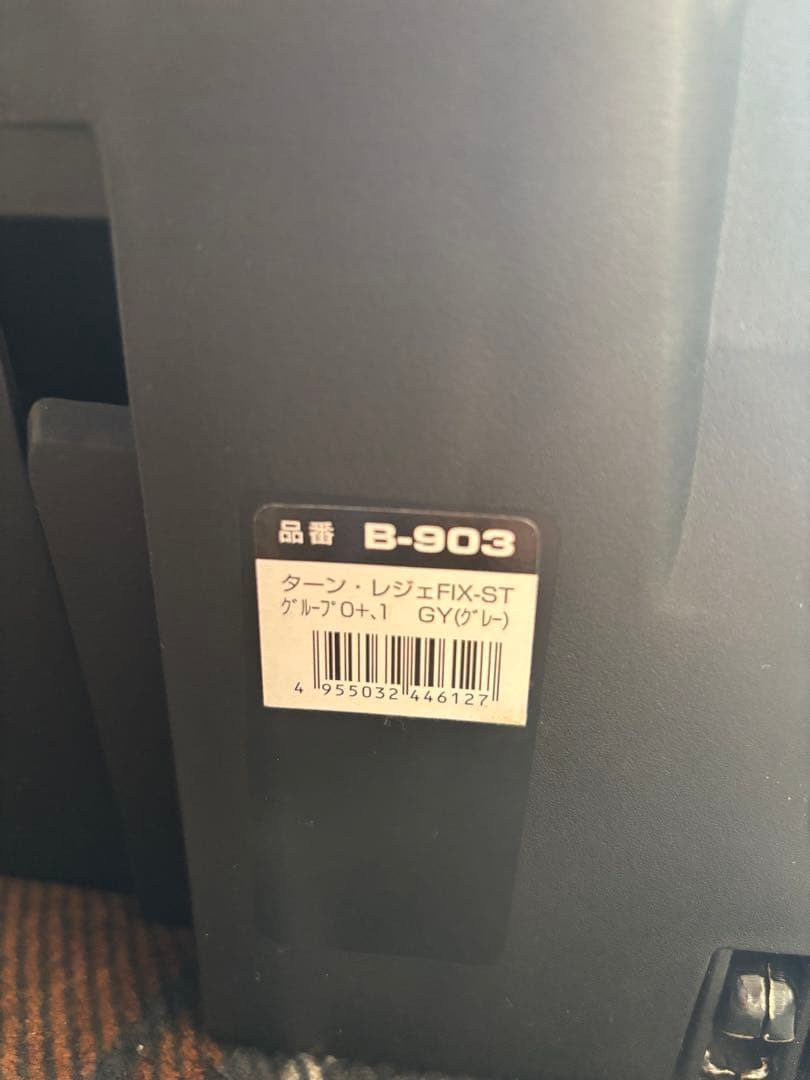 品番 B-903
ターン・レジェFIX-ST
ｸﾞﾙｰﾌﾟ0+､1 GY(ｸﾞﾚｰ)
4 955032 446127